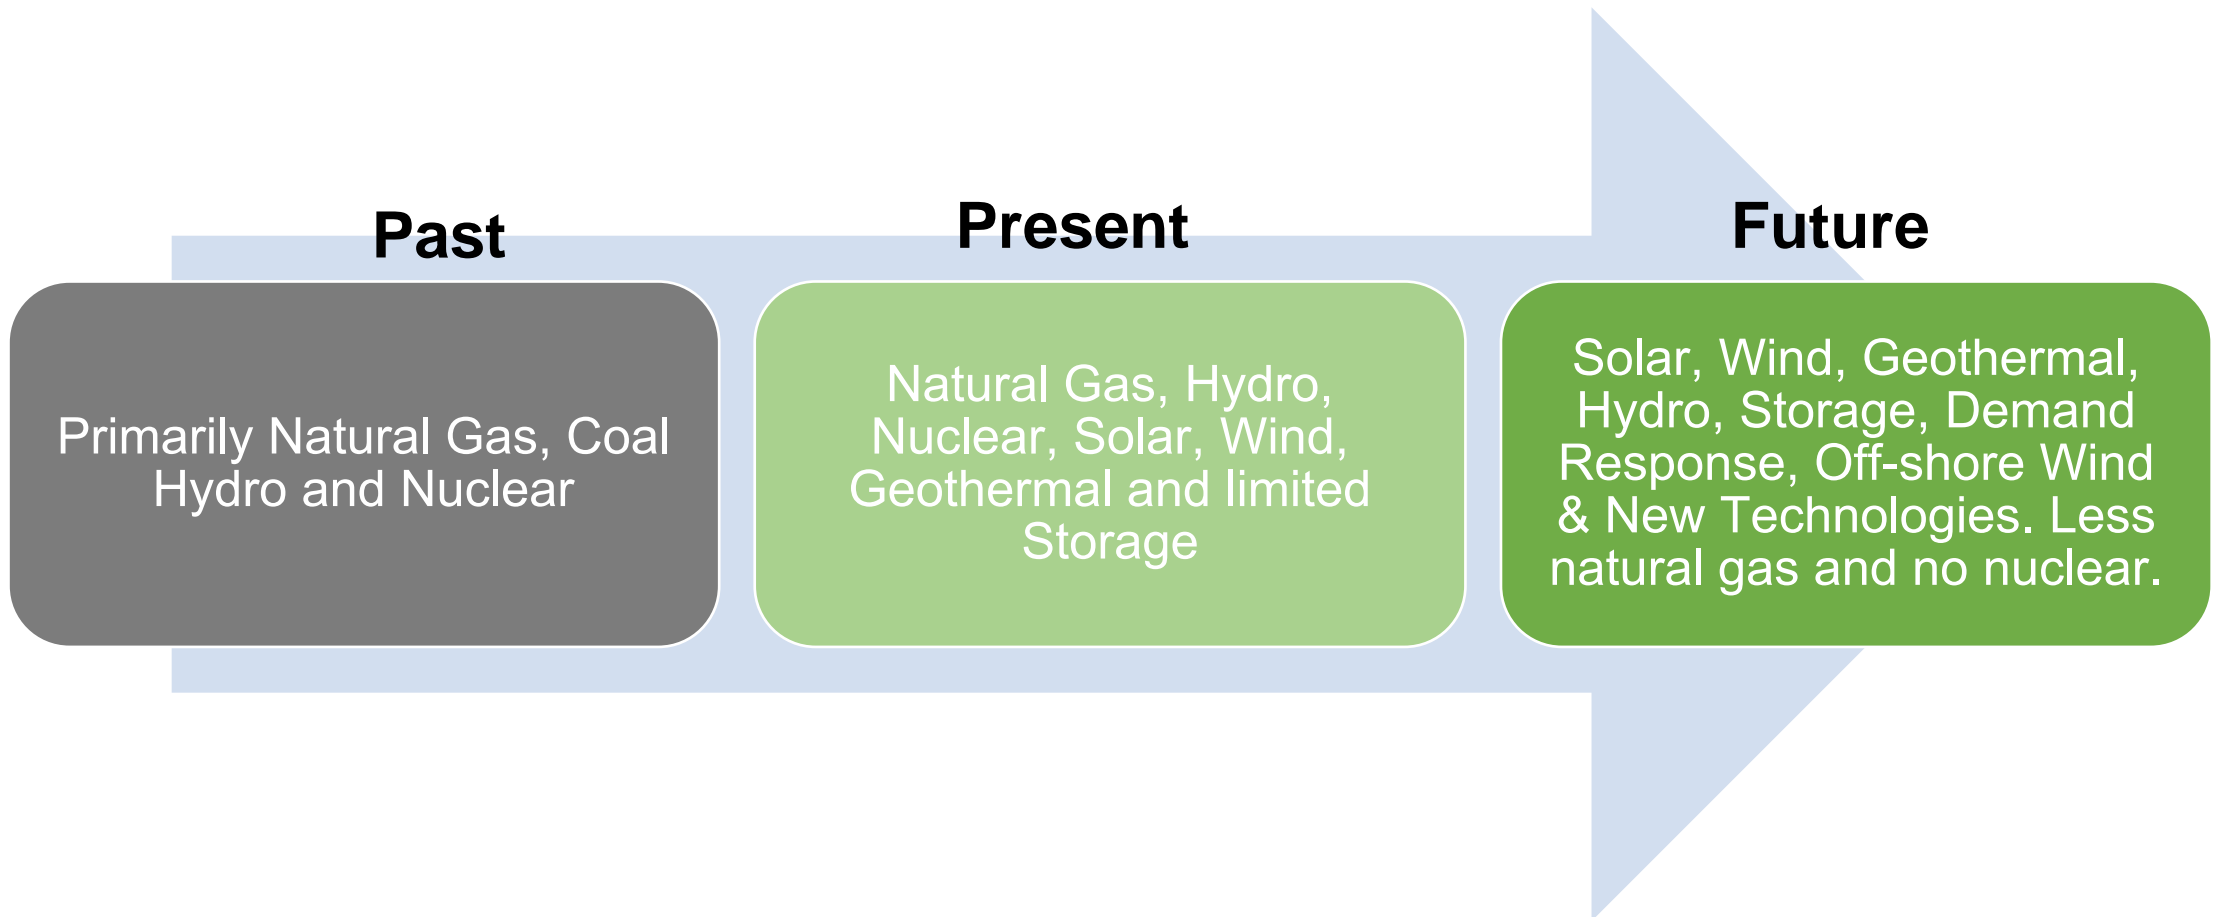 Past
Primarily Natural Gas, Coal
Hydro and Nuclear
Present
Natural Gas, Hydro,
Nuclear, Solar, Wind,
Geothermal and limited
Storage
Future
Solar, Wind, Geothermal,
Hydro, Storage, Demand
Response, Off-shore Wind
& New Technologies. Less
natural gas and no nuclear.